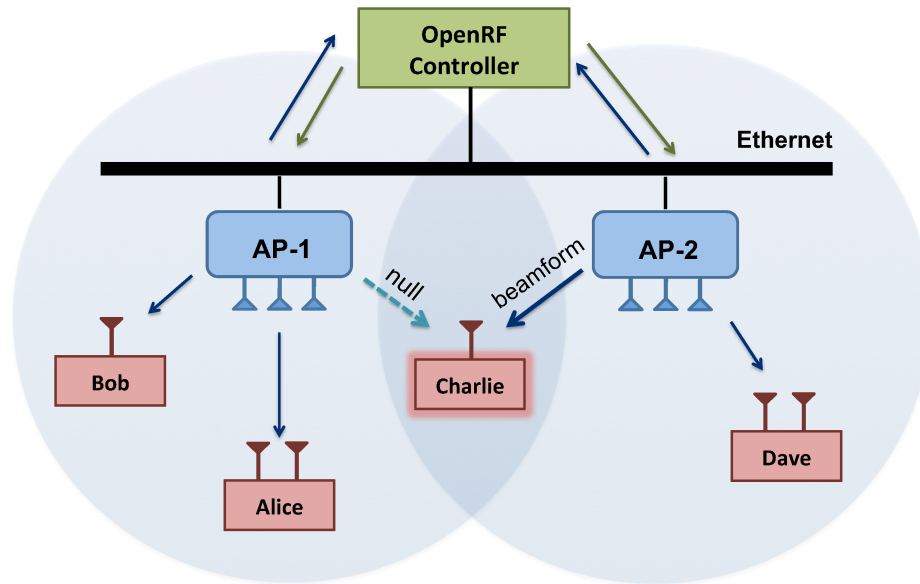 OpenRF
Controller
Ethernet
AP-1
AP-2
null
beamform
Bob
Charlie
Alice
Dave